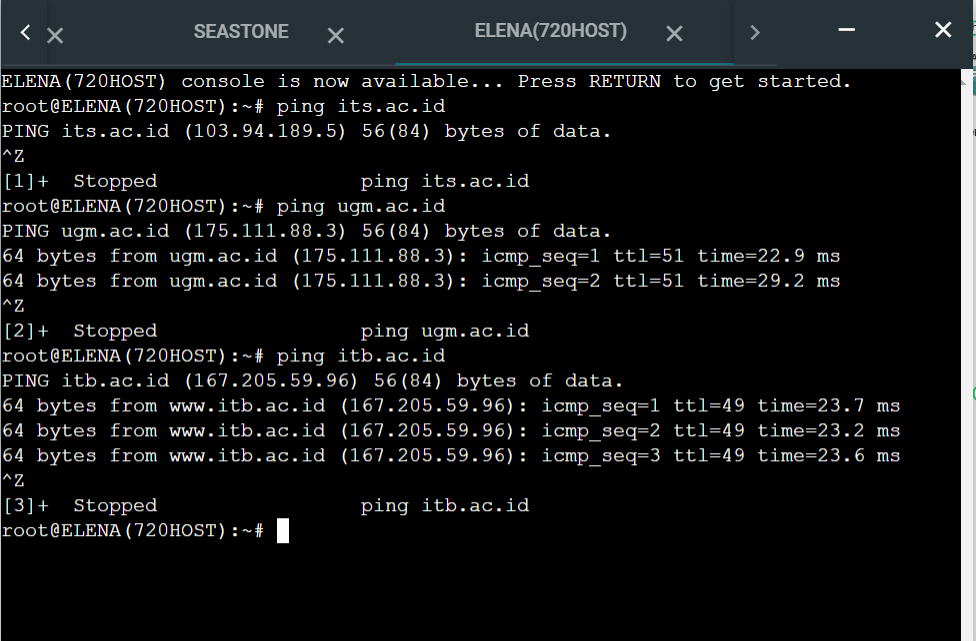 SEASTONE
ELENA(720HOST)
ELENA(720HOST) console is now available... Press RETURN to get started.
root@ELENA(720HOST):~# ping its.ac.id
PING its.ac.id (103.94.189.5) 56(84) bytes of data.
^Z
[1]+  Stopped                 ping its.ac.id
root@ELENA(720HOST):~# ping ugm.ac.id
PING ugm.ac.id (175.111.88.3) 56(84) bytes of data.
64 bytes from ugm.ac.id (175.111.88.3): icmp_seq=1 ttl=51 time=22.9 ms
64 bytes from ugm.ac.id (175.111.88.3): icmp_seq=2 ttl=51 time=29.2 ms
^Z
[2]+  Stopped                 ping ugm.ac.id
root@ELENA(720HOST):~# ping itb.ac.id
PING itb.ac.id (167.205.59.96) 56(84) bytes of data.
64 bytes from www.itb.ac.id (167.205.59.96): icmp_seq=1 ttl=49 time=23.7 ms
64 bytes from www.itb.ac.id (167.205.59.96): icmp_seq=2 ttl=49 time=23.2 ms
64 bytes from www.itb.ac.id (167.205.59.96): icmp_seq=3 ttl=49 time=23.6 ms
^Z
[3]+  Stopped                 ping itb.ac.id
root@ELENA(720HOST):~#